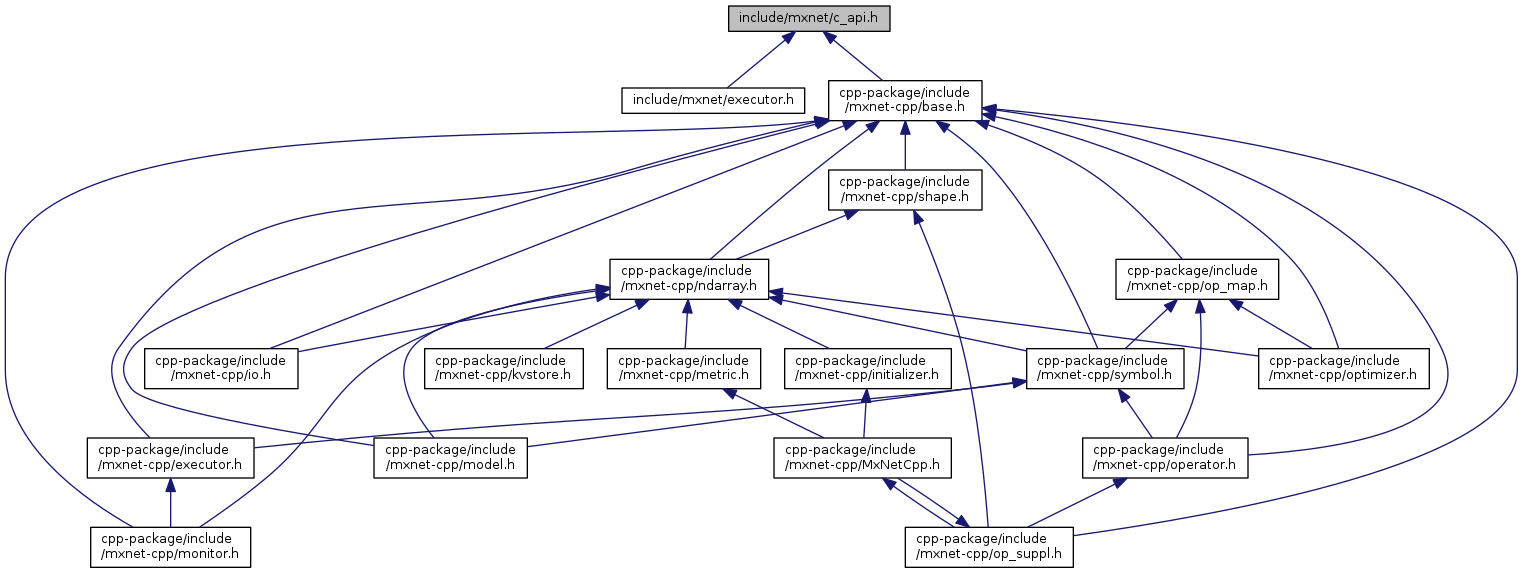 include/mxnet/c_api.h
include/mxnet/executor.h
cpp-package/include
/mxnet-cpp/base.h
cpp-package/include
/mxnet-cpp/shape.h
cpp-package/include
/mxnet-cpp/ndarray.h
cpp-package/include
/mxnet-cpp/op_map.h
cpp-package/include
/mxnet-cpp/io.h
cpp-package/include
/mxnet-cpp/kvstore.h
cpp-package/include
/mxnet-cpp/metric.h
cpp-package/include
/mxnet-cpp/initializer.h
cpp-package/include
/mxnet-cpp/symbol.h
cpp-package/include
/mxnet-cpp/optimizer.h
cpp-package/include
/mxnet-cpp/executor.h
cpp-package/include
/mxnet-cpp/model.h
cpp-package/include
/mxnet-cpp/MxNetCpp.h
cpp-package/include
/mxnet-cpp/operator.h
cpp-package/include
/mxnet-cpp/monitor.h
cpp-package/include
/mxnet-cpp/op_suppl.h